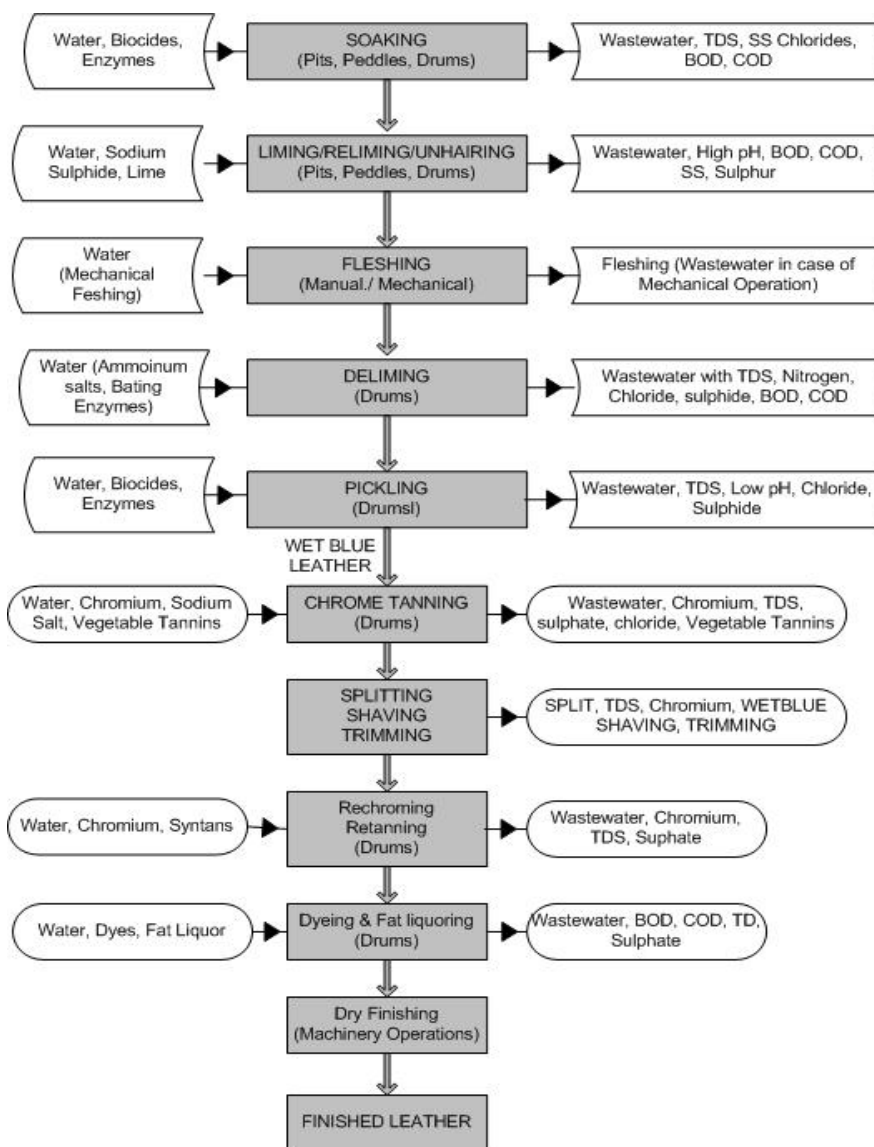 Water, Biocides,
Enzymes
SOAKING
(Pits, Peddles, Drums)
Wastewater, TDS, SS Chlorides,
BOD, COD
Water, Sodium
Sulphide, Lime
LIMING/RELIMING/UNHAIRING
(Pits, Peddles, Drums)
Wastewater, High pH, BOD, COD,
SS, Sulphur
Water
(Mechanical
Feshing)
FLESHING
(Manual./ Mechanical)
Fleshing (Wastewater in case of
Mechanical Operation)
Water (Ammoinum
salts, Bating
Enzymes)
DELIMING
(Drums)
Wastewater with TDS, Nitrogen,
Chloride, sulphide, BOD, COD
Water, Biocides,
Enzymes
PICKLING
(Drumsl)
Wastewater, TDS, Low pH, Chloride,
Sulphide
WET BLUE
LEATHER
Water, Chromium, Sodium
Salt, Vegetable Tannins
CHROME TANNING
(Drums)
Wastewater, Chromium, TDS,
sulphate, chloride, Vegetable Tannins
SPLITTING
SHAVING
TRIMMING
SPLIT, TDS, Chromium, WETBLUE
SHAVING, TRIMMING
Water, Chromium, Syntans
Rechroming
Retanning
(Drums)
Wastewater, Chromium,
TDS, Suphate
Water, Dyes, Fat Liquor
Dyeing & Fat liquoring
(Drums)
Wastewater, BOD, COD, TD,
Sulphate
Dry Finishing
(Machinery Operations)
FINISHED LEATHER